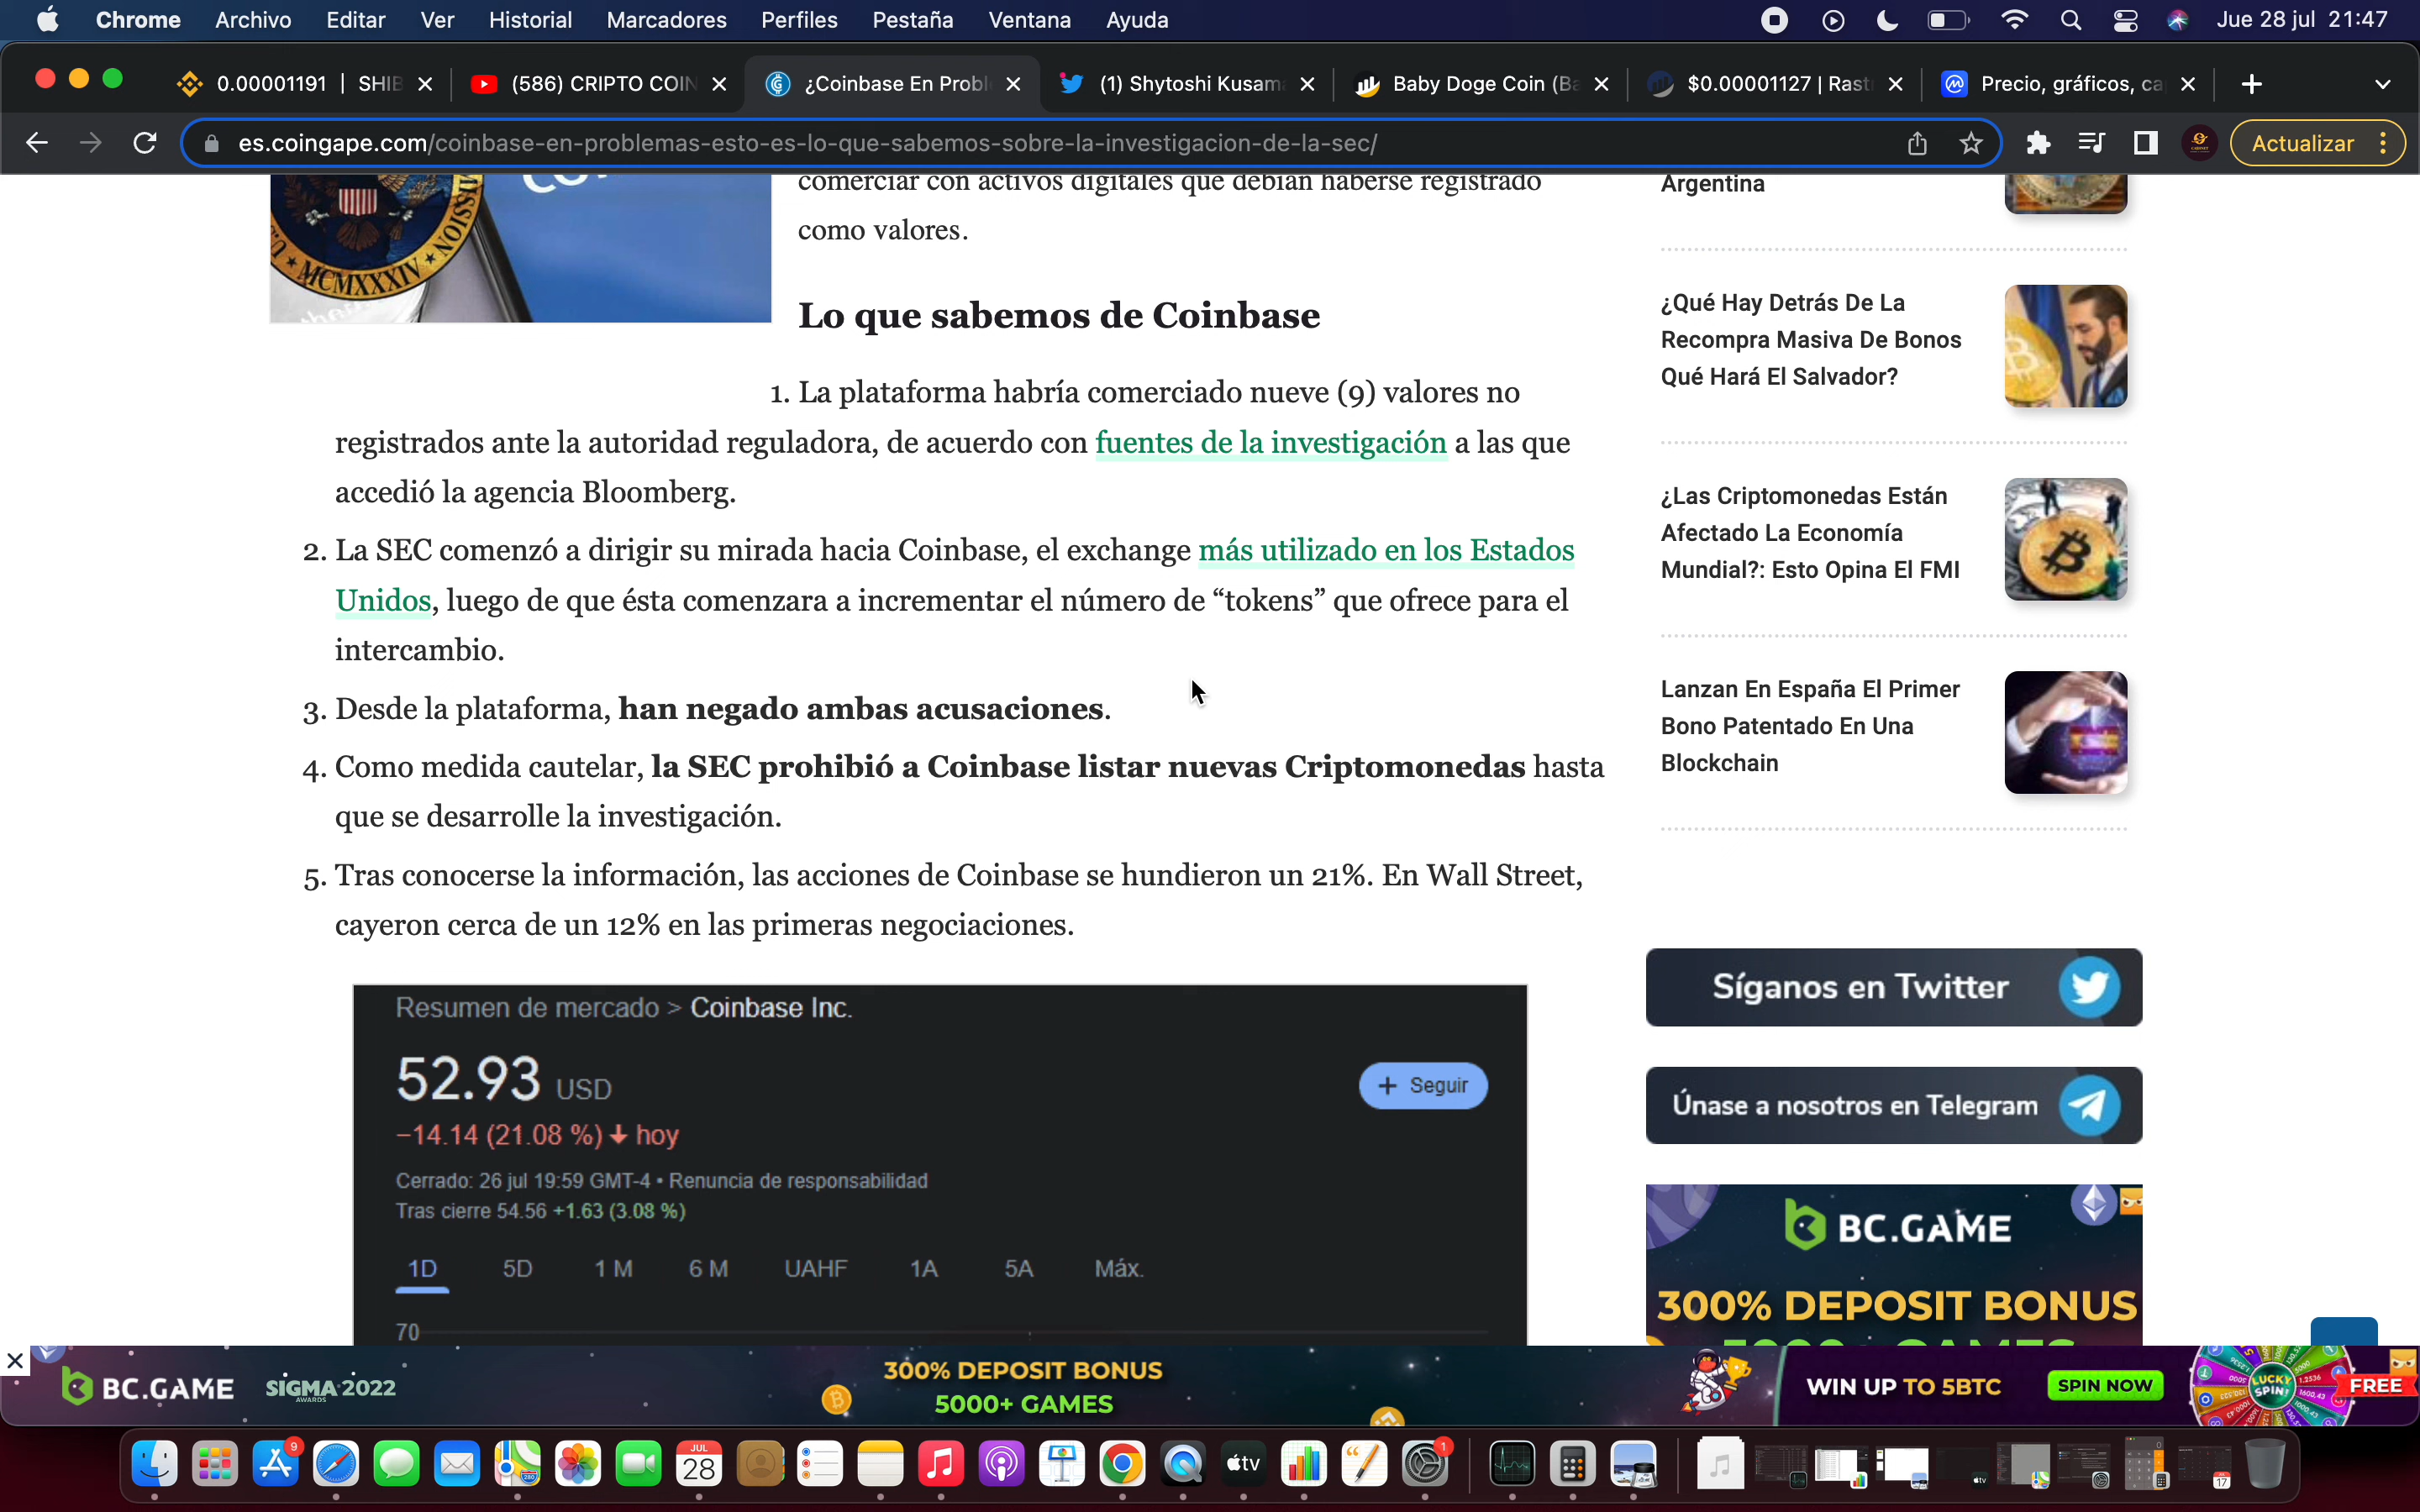 Chrome Archivo Editar Ver Historial Marcadores Perfiles Pestaña Ventana Ayuda Jue 28 jul 21:47
0.00001191 | SHIB (586) CRIPTO COIN ¿Coinbase En Probl (1) Shytoshi Kusam Baby Doge Coin (Ba $0.00001127 | Rast Precio, gráficos, ca
es.coingape.com/coinbase-en-problemas-esto-es-lo-que-sabemos-sobre-la-investigacion-de-la-sec/ Actualizar
comerciar con activos digitales que debían haberse registrado
como valores.
MCMXXXIV
Lo que sabemos de Coinbase
1. La plataforma habría comerciado nueve (9) valores no
registrados ante la autoridad reguladora, de acuerdo con fuentes de la investigación a las que
accedió la agencia Bloomberg.
2. La SEC comenzó a dirigir su mirada hacia Coinbase, el exchange más utilizado en los Estados
Unidos, luego de que ésta comenzara a incrementar el número de “tokens” que ofrece para el
intercambio.
3. Desde la plataforma, han negado ambas acusaciones.
4. Como medida cautelar, la SEC prohibió a Coinbase listar nuevas Criptomonedas hasta
que se desarrolle la investigación.
5. Tras conocerse la información, las acciones de Coinbase se hundieron un 21%. En Wall Street,
cayeron cerca de un 12% en las primeras negociaciones.
Resumen de mercado > Coinbase Inc.
52.93 USD
+ Seguir
−14.14 (21.08 %) hoy
Cerrado: 26 jul 19:59 GMT-4 • Renuncia de responsabilidad
Tras cierre 54.56 +1.63 (3.08 %)
1D 5D 1 M 6 M UAHF 1A 5A Máx.
70
Argentina
¿Qué Hay Detrás De La
Recompra Masiva De Bonos
Qué Hará El Salvador?
¿Las Criptomonedas Están
Afectado La Economía
Mundial?: Esto Opina El FMI
Lanzan En España El Primer
Bono Patentado En Una
Blockchain
Síganos en Twitter
Únase a nosotros en Telegram
BC.GAME
300% DEPOSIT BONUS
BC.GAME SIGMA 2022 AWARDS
300% DEPOSIT BONUS
5000+ GAMES
WIN UP TO 5BTC SPIN NOW LUCKY SPIN! FREE
9 JUL 28 tv 1 17